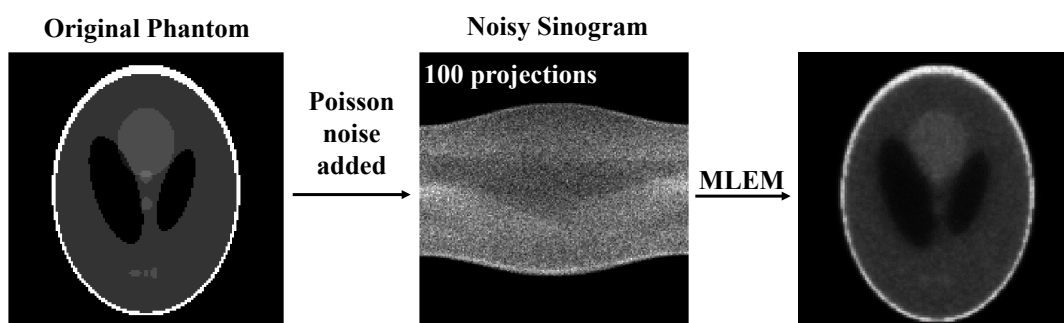 Original Phantom
Noisy Sinogram
100 projections
Poisson
noise
added
MLEM